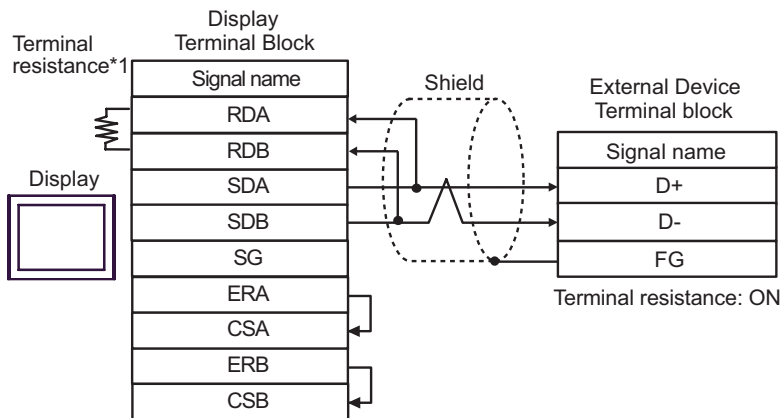 Display
Terminal Block
Terminal
resistance*1
Signal name
RDA
RDB
SDA
SDB
SG
ERA
CSA
ERB
CSB
Display
Shield
External Device
Terminal block
Signal name
D+
D-
FG
Terminal resistance: ON